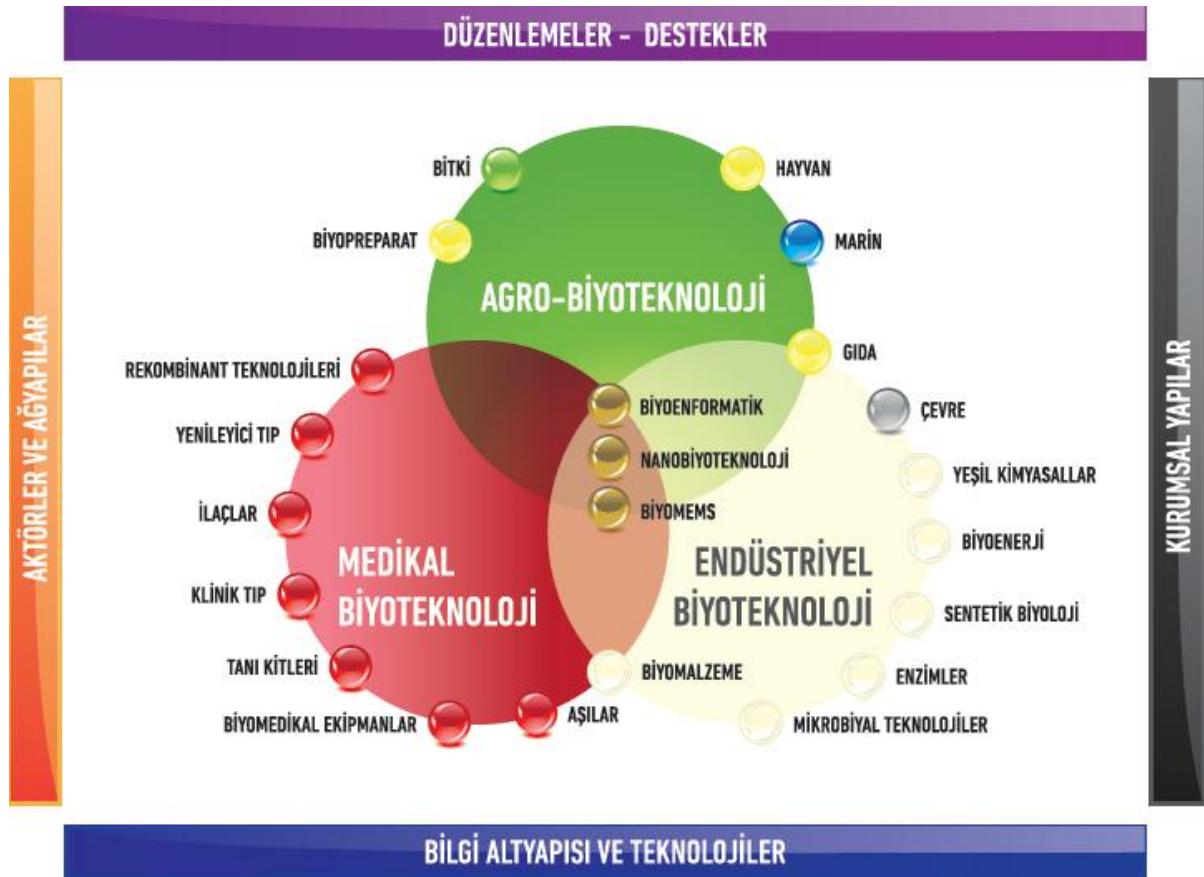 DÜZENLEMELER - DESTEKLER
AKTÖRLER VE AĞYAPILAR
KURUMSAL YAPILAR
BİTKİ
HAYVAN
BİYOPREPARAT
MARİN
AGRO-BİYOTEKNOLOJİ
GIDA
REKOMBİNANT TEKNOLOJİLERİ
BİYOENFORMATİK
ÇEVRE
YENİLEYİCİ TIP
NANOBİYOTEKNOLOJİ
YEŞİL KİMYASALLAR
İLAÇLAR
BİYOMEMS
BİYOENERJİ
MEDİKAL
BİYOTEKNOLOJİ
ENDÜSTRİYEL
BİYOTEKNOLOJİ
KLİNİK TIP
SENTETİK BİYOLOJİ
TANI KİTLERİ
BİYOMALZEME
ENZİMLER
BİYOMEDİKAL EKİPMANLAR
AŞILAR
MİKROBİYAL TEKNOLOJİLER
BİLGİ ALTYAPISI VE TEKNOLOJİLER